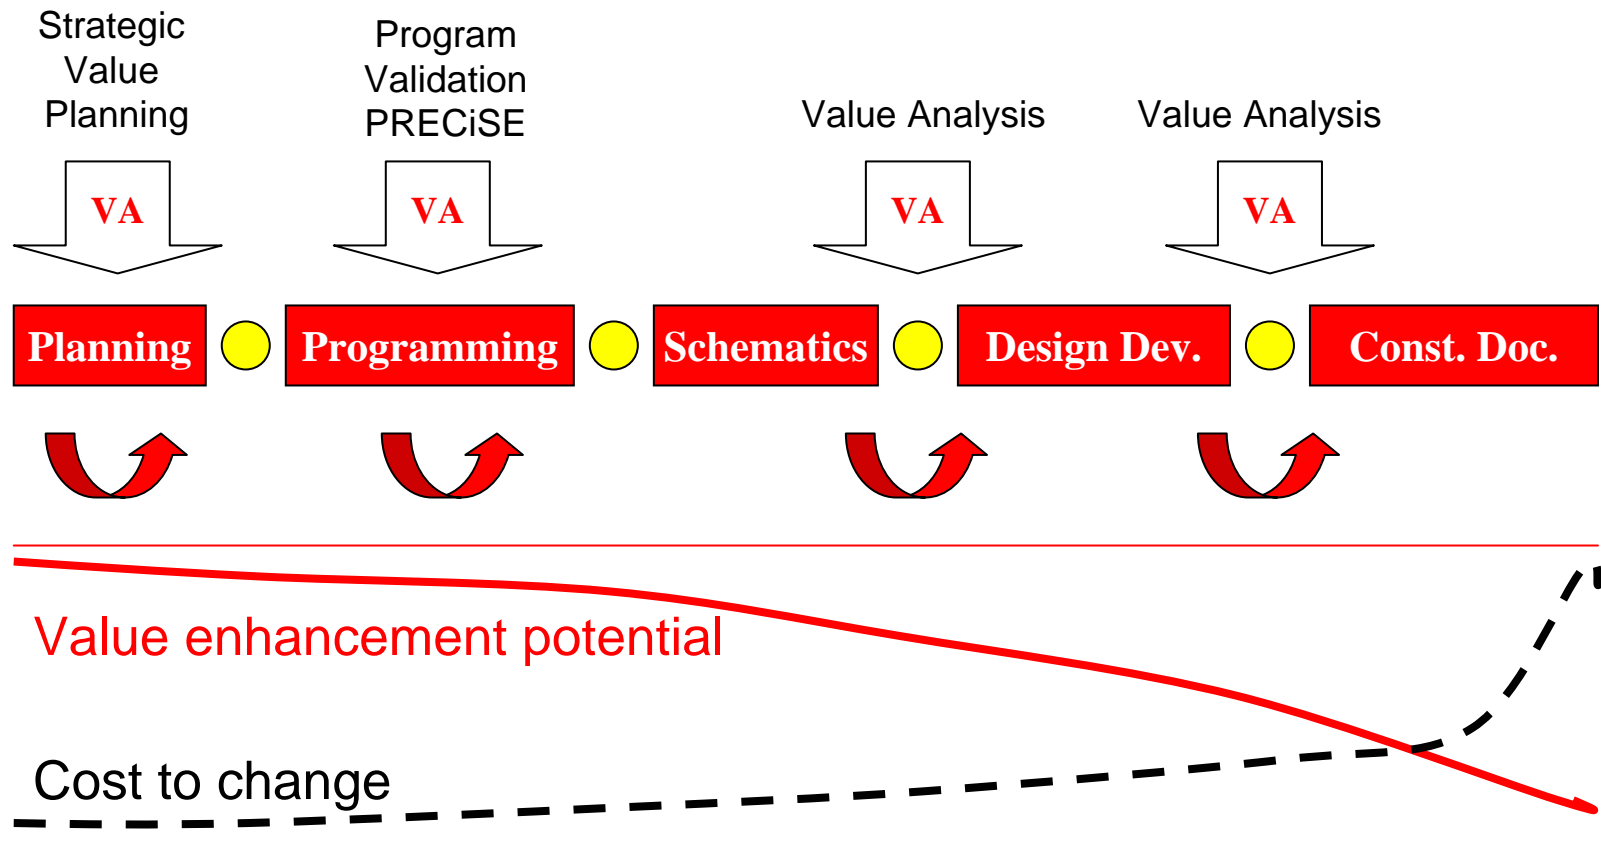 Strategic
Value
Planning
Program
Validation
PRECiSE
Value Analysis
Value Analysis
VA
VA
VA
VA
Planning
Programming
Schematics
Design Dev.
Const. Doc.
Value enhancement potential
Cost to change